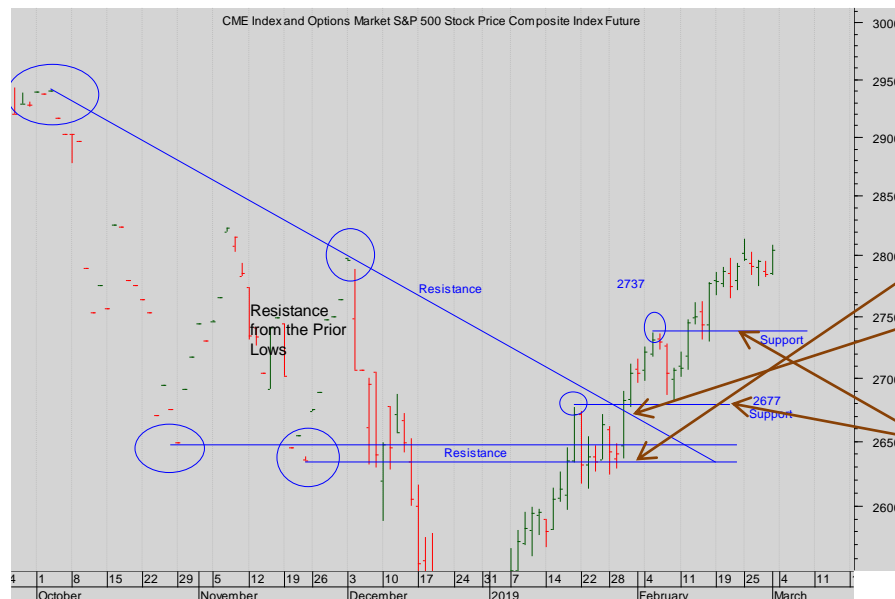 CME Index and Options Market S&P 500 Stock Price Composite Index Future
3000
2950
2900
2850
2800
2750
2700
2650
2600
2737
Resistance
Resistance
from the Prior
Lows
Support
2677
Support
Resistance
4 1 8 15 22 29 5 12 19 26 3 10 17 24 31 7 14 22 28 4 11 19 25 4 11
October November December 2019 February March